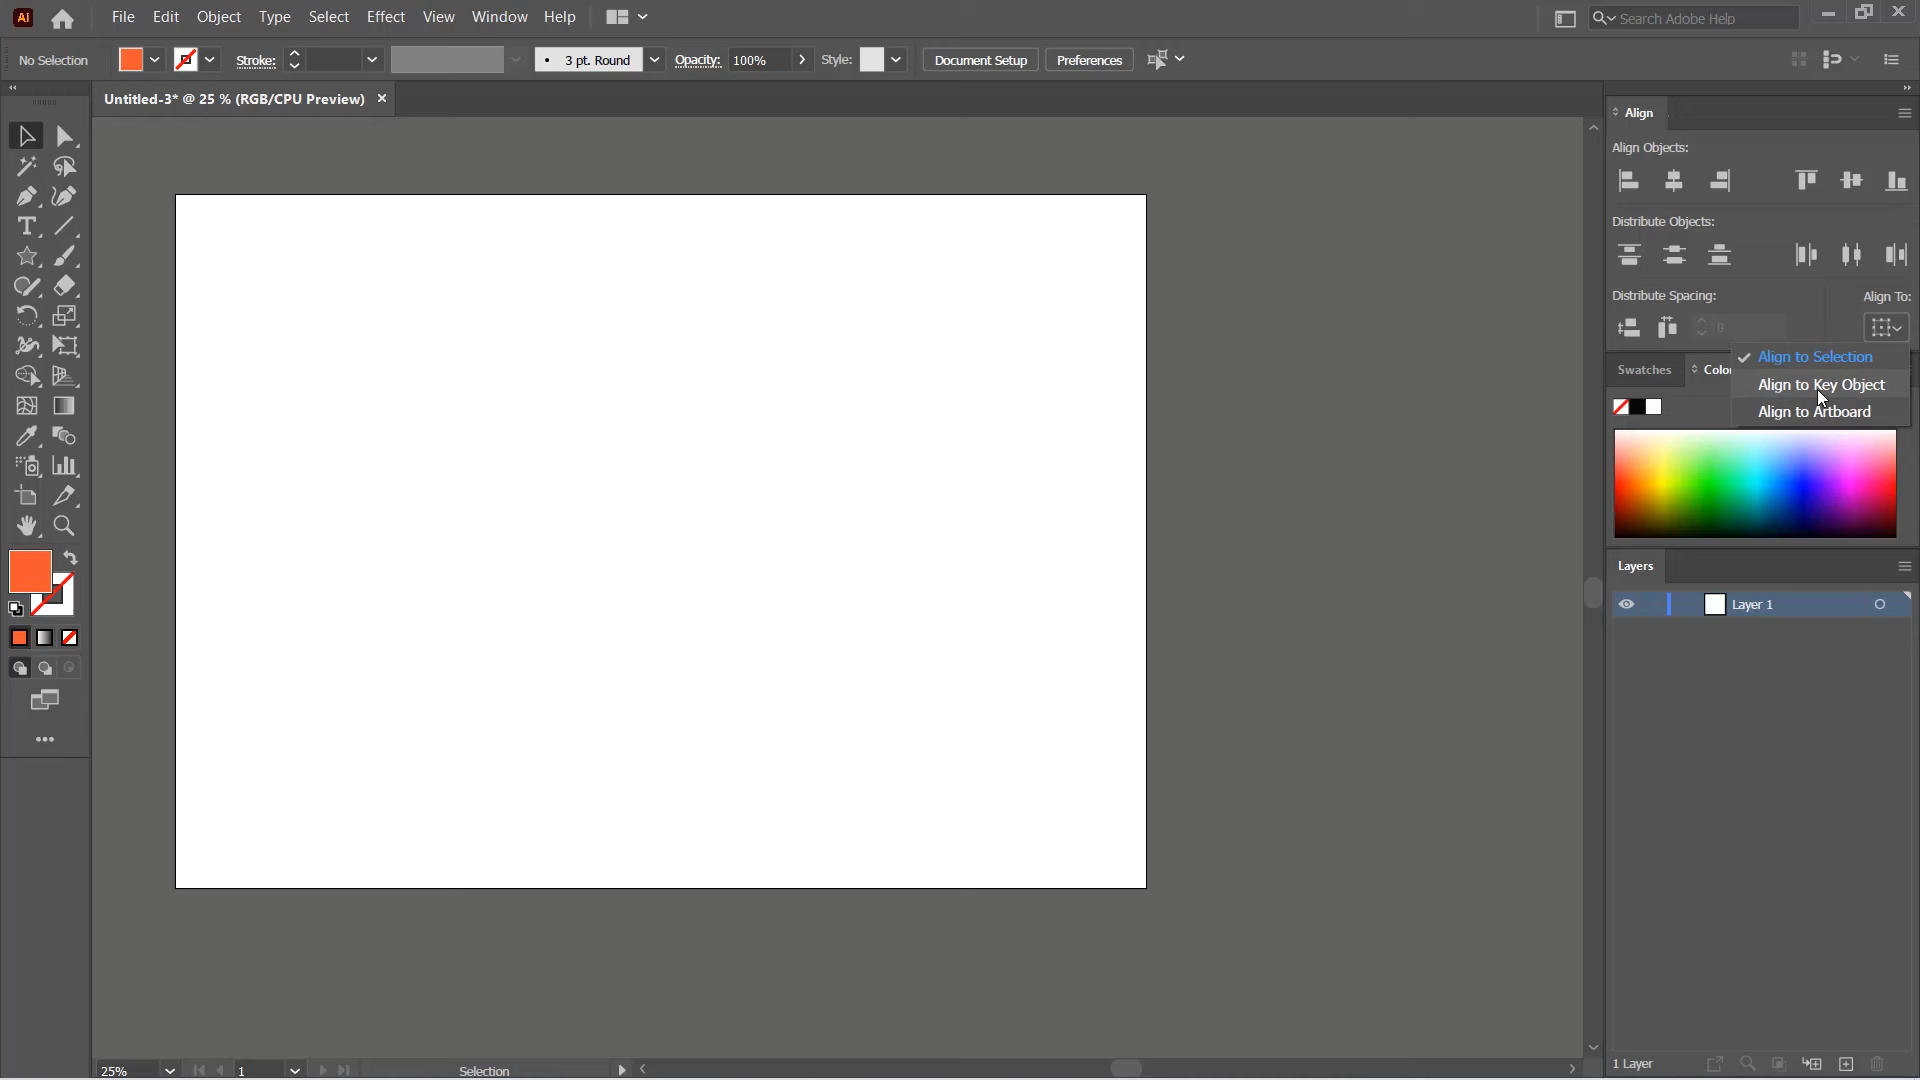 Ai File Edit Object Type Select Effect View Window Help Search Adobe Help
No Selection Stroke: 3 pt. Round Opacity: 100% Style: Document Setup Preferences
Untitled-3* @ 25 % (RGB/CPU Preview)
Align
Align Objects:
Distribute Objects:
Distribute Spacing: Align To:
Align to Selection
Swatches Color
Align to Key Object
Align to Artboard
Layers
Layer 1
1 Layer
25% 1 Selection